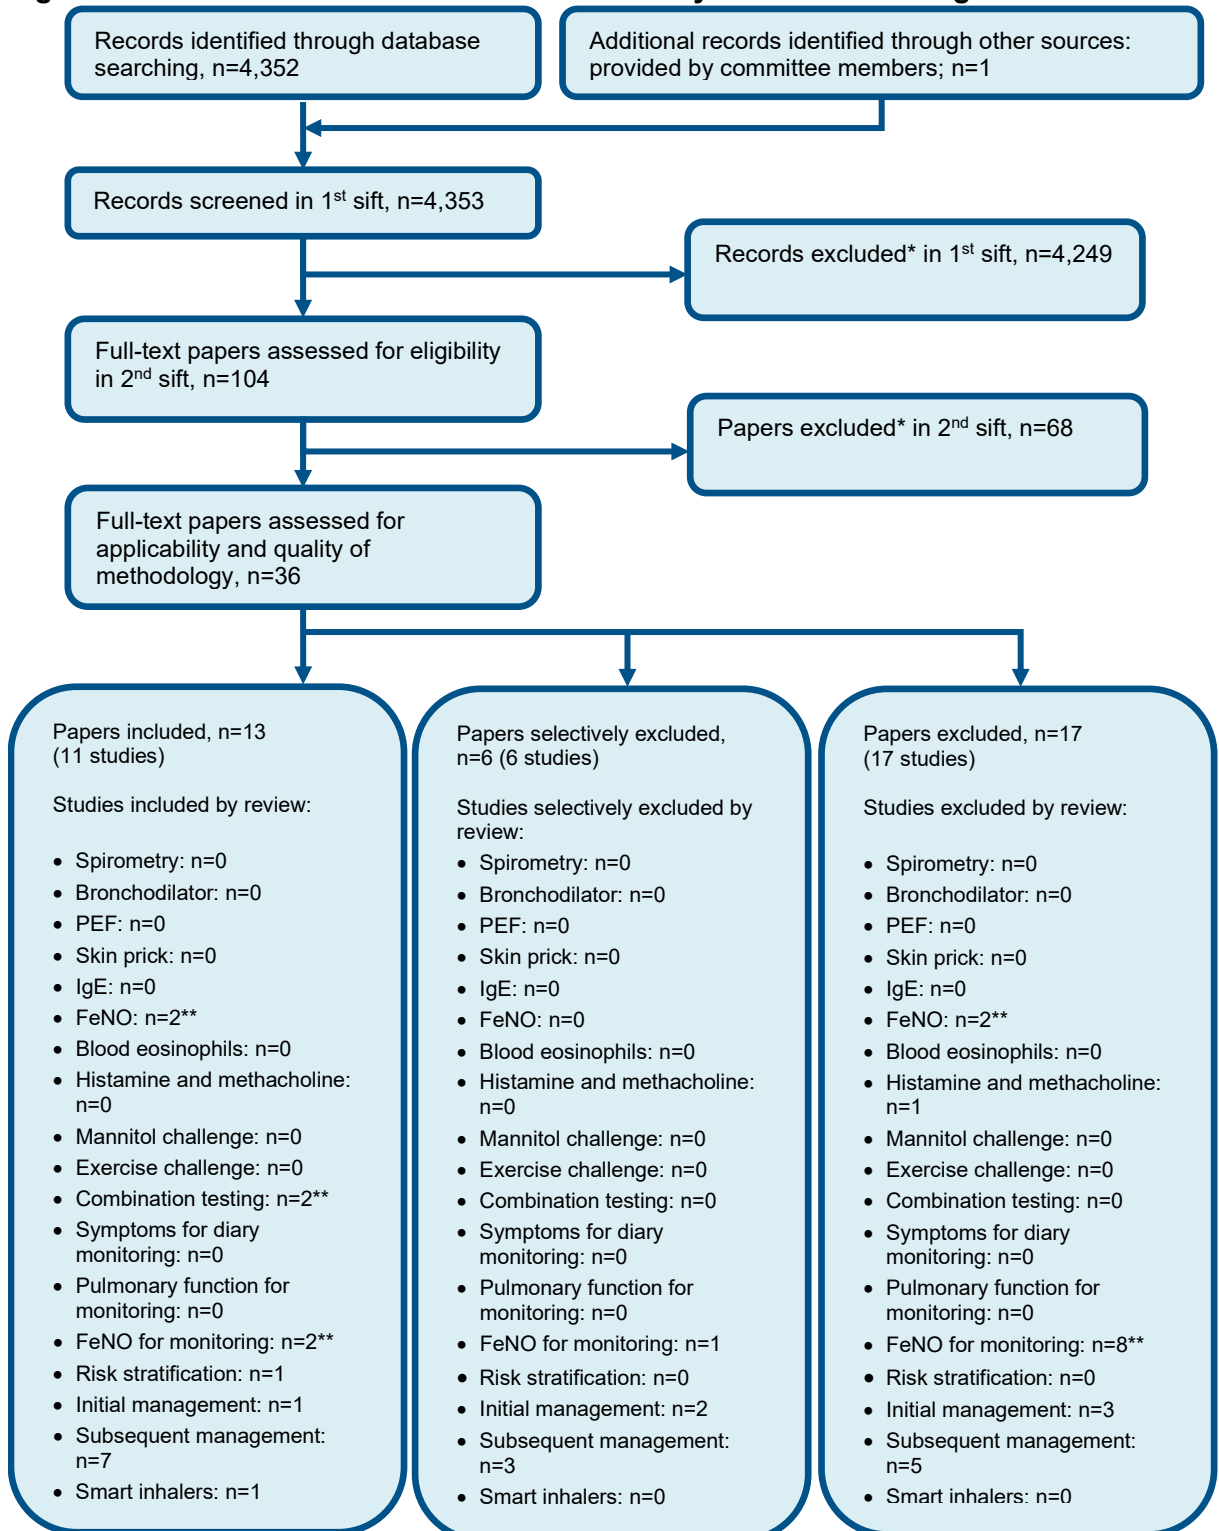 Records identified through database
searching, n=4,352
Additional records identified through other sources:
provided by committee members; n=1
Records screened in 1st sift, n=4,353
Records excluded* in 1st sift, n=4,249
Full-text papers assessed for eligibility
in 2nd sift, n=104
Papers excluded* in 2nd sift, n=68
Full-text papers assessed for
applicability and quality of
methodology, n=36
Papers included, n=13
(11 studies)
Studies included by review:
• Spirometry: n=0
• Bronchodilator: n=0
• PEF: n=0
• Skin prick: n=0
• IgE: n=0
• FeNO: n=2**
• Blood eosinophils: n=0
• Histamine and methacholine:
n=0
• Mannitol challenge: n=0
• Exercise challenge: n=0
• Combination testing: n=2**
• Symptoms for diary
monitoring: n=0
• Pulmonary function for
monitoring: n=0
• FeNO for monitoring: n=2**
• Risk stratification: n=1
• Initial management: n=1
• Subsequent management:
n=7
• Smart inhalers: n=1
Papers selectively excluded,
n=6 (6 studies)
Studies selectively excluded by
review:
• Spirometry: n=0
• Bronchodilator: n=0
• PEF: n=0
• Skin prick: n=0
• IgE: n=0
• FeNO: n=0
• Blood eosinophils: n=0
• Histamine and methacholine:
n=0
• Mannitol challenge: n=0
• Exercise challenge: n=0
• Combination testing: n=0
• Symptoms for diary
monitoring: n=0
• Pulmonary function for
monitoring: n=0
• FeNO for monitoring: n=1
• Risk stratification: n=0
• Initial management: n=2
• Subsequent management:
n=3
• Smart inhalers: n=0
Papers excluded, n=17
(17 studies)
Studies excluded by review:
• Spirometry: n=0
• Bronchodilator: n=0
• PEF: n=0
• Skin prick: n=0
• IgE: n=0
• FeNO: n=2**
• Blood eosinophils: n=0
• Histamine and methacholine:
n=1
• Mannitol challenge: n=0
• Exercise challenge: n=0
• Combination testing: n=0
• Symptoms for diary
monitoring: n=0
• Pulmonary function for
monitoring: n=0
• FeNO for monitoring: n=8**
• Risk stratification: n=0
• Initial management: n=3
• Subsequent management:
n=5
• Smart inhalers: n=0